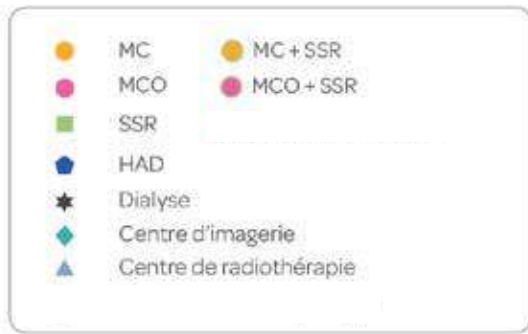 MC
MC + SSR
MCO
MCO + SSR
SSR
HAD
Dialyse
Centre d'imagerie
Centre de radiothérapie